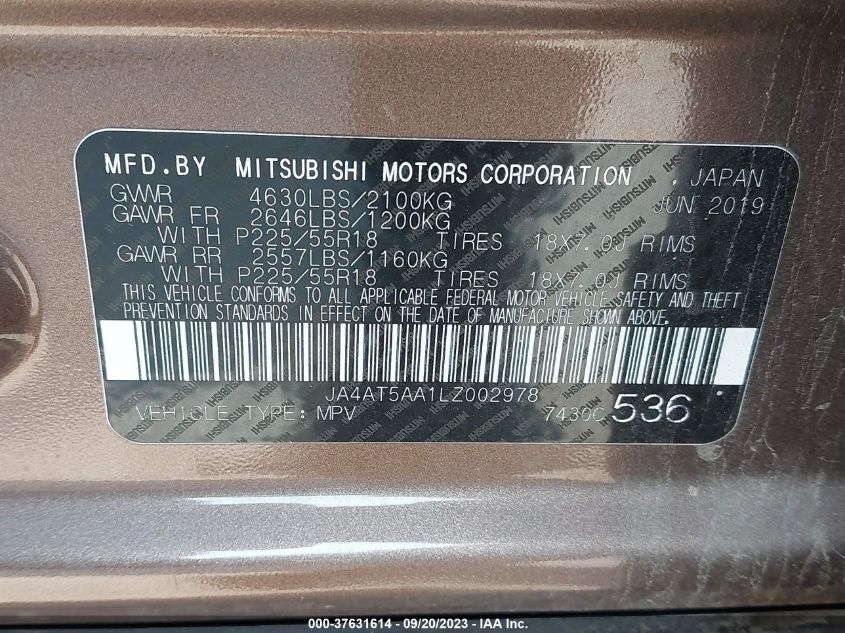 MFD.BY MITSUBISHI MOTORS CORPORATION , JAPAN
GVWR 4630LBS/2100KG JUN 2019
GAWR FR 2646LBS/1200KG
WITH P225/55R18 TIRES 18X7.0J RIMS
GAWR RR 2557LBS/1160KG
WITH P225/55R18 TIRES 18X7.0J RIMS
THIS VEHICLE CONFORMS TO ALL APPLICABLE FEDERAL MOTOR VEHICLE SAFETY AND THEFT
PREVENTION STANDARDS IN EFFECT ON THE DATE OF MANUFACTURE SHOWN ABOVE.
JA4AT5AA1LZ002978
VEHICLE TYPE:MPV 7430C 536
000-37631614 - 09/20/2023 - IAA Inc.